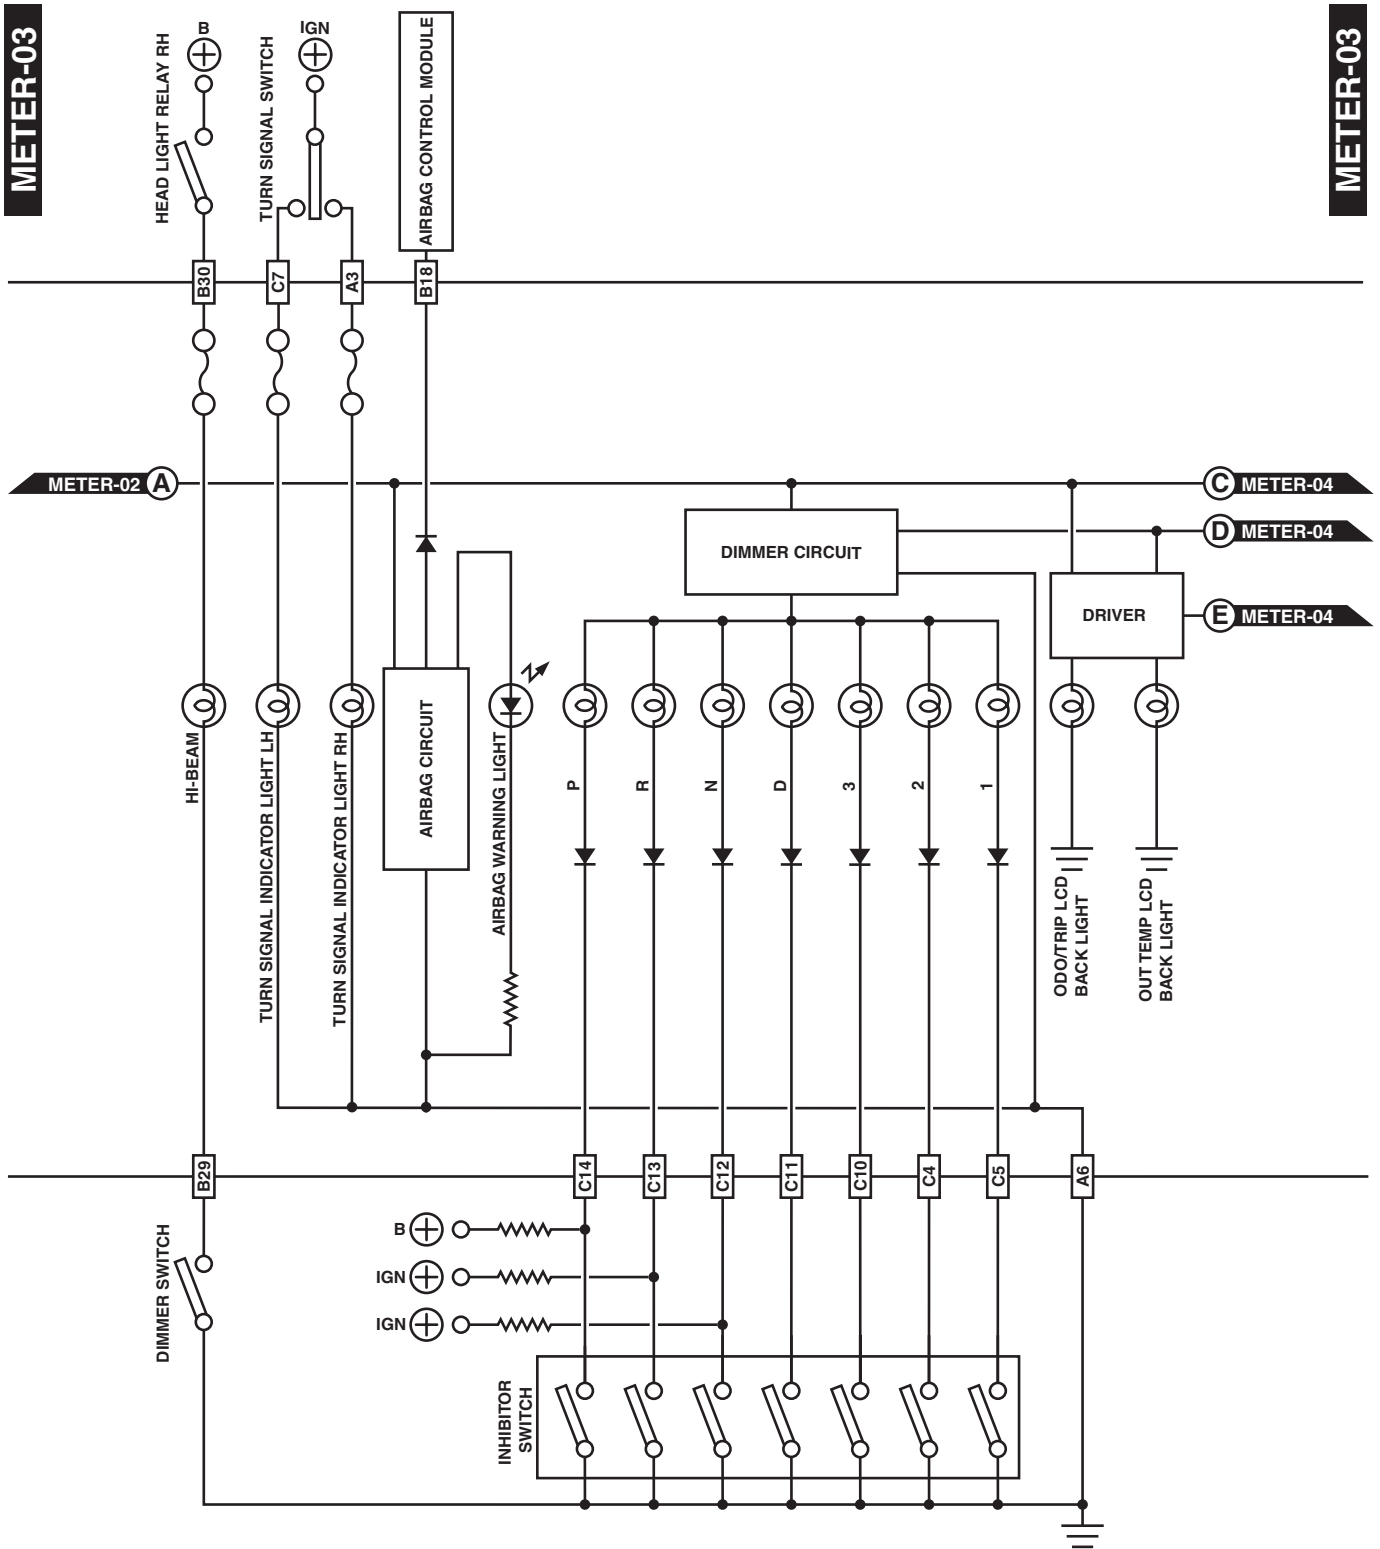 METER-03
METER-03
B
IGN
HEAD LIGHT RELAY RH
TURN SIGNAL SWITCH
AIRBAG CONTROL MODULE
B30
C7
A3
B18
METER-02
A
C
METER-04
D
METER-04
E
METER-04
DIMMER CIRCUIT
DRIVER
HI-BEAM
TURN SIGNAL INDICATOR LIGHT LH
TURN SIGNAL INDICATOR LIGHT RH
AIRBAG CIRCUIT
AIRBAG WARNING LIGHT
P
R
N
D
3
2
1
ODO/TRIP LCD
BACK LIGHT
OUT TEMP LCD
BACK LIGHT
B29
C14
C13
C12
C11
C10
C4
C5
A6
DIMMER SWITCH
B
IGN
IGN
INHIBITOR
SWITCH